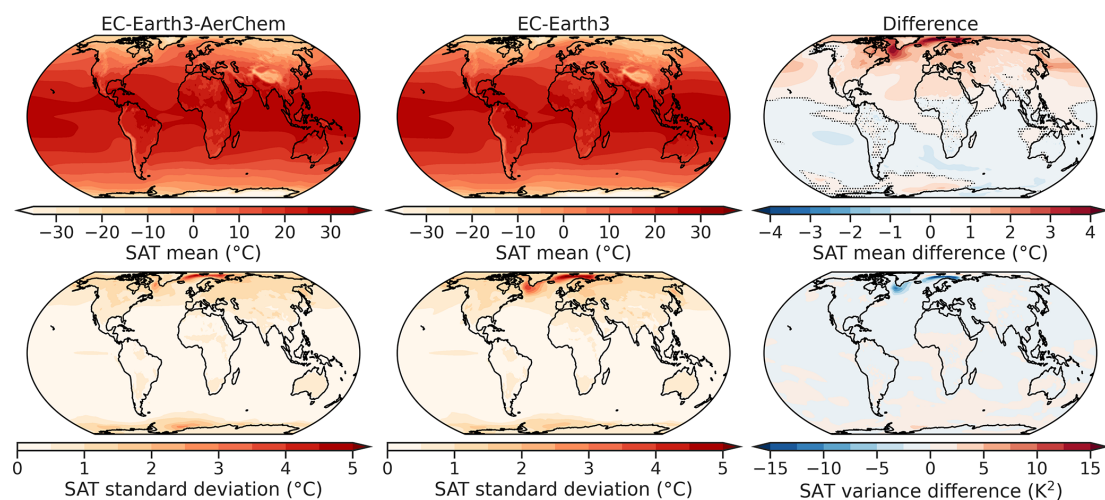 EC-Earth3-AerChem
EC-Earth3
Difference
−30 −20 −10 0 10 20 30
SAT mean (°C)
−30 −20 −10 0 10 20 30
SAT mean (°C)
−4 −3 −2 −1 0 1 2 3 4
SAT mean difference (°C)
0 1 2 3 4 5
SAT standard deviation (°C)
0 1 2 3 4 5
SAT standard deviation (°C)
−15 −10 −5 0 5 10 15
SAT variance difference (K²)